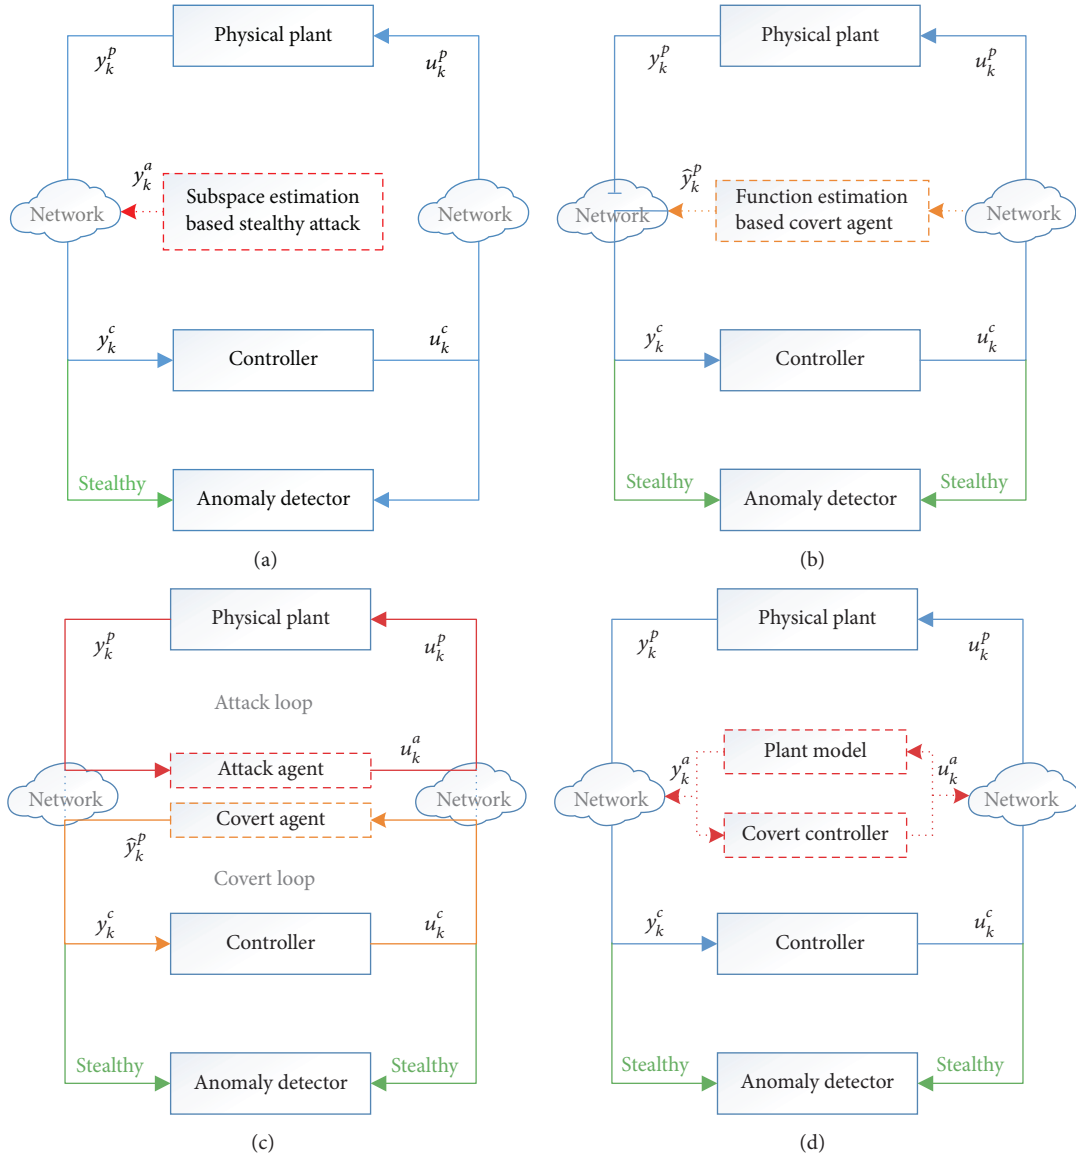 Physical plant
y_k^p
u_k^p
y_k^a
Subspace estimation
based stealthy attack
Network
Network
y_k^c
Controller
u_k^c
Stealthy
Anomaly detector
(a)
Physical plant
y_k^p
u_k^p
ŷ_k^p
Function estimation
based covert agent
Network
Network
y_k^c
Controller
u_k^c
Stealthy
Stealthy
Anomaly detector
(b)
Physical plant
y_k^p
u_k^p
Attack loop
u_k^a
Attack agent
Network
Network
Covert agent
ŷ_k^p
Covert loop
y_k^c
Controller
u_k^c
Stealthy
Stealthy
Anomaly detector
(c)
Physical plant
y_k^p
u_k^p
Plant model
y_k^a
u_k^a
Network
Network
Covert controller
y_k^c
Controller
u_k^c
Stealthy
Stealthy
Anomaly detector
(d)